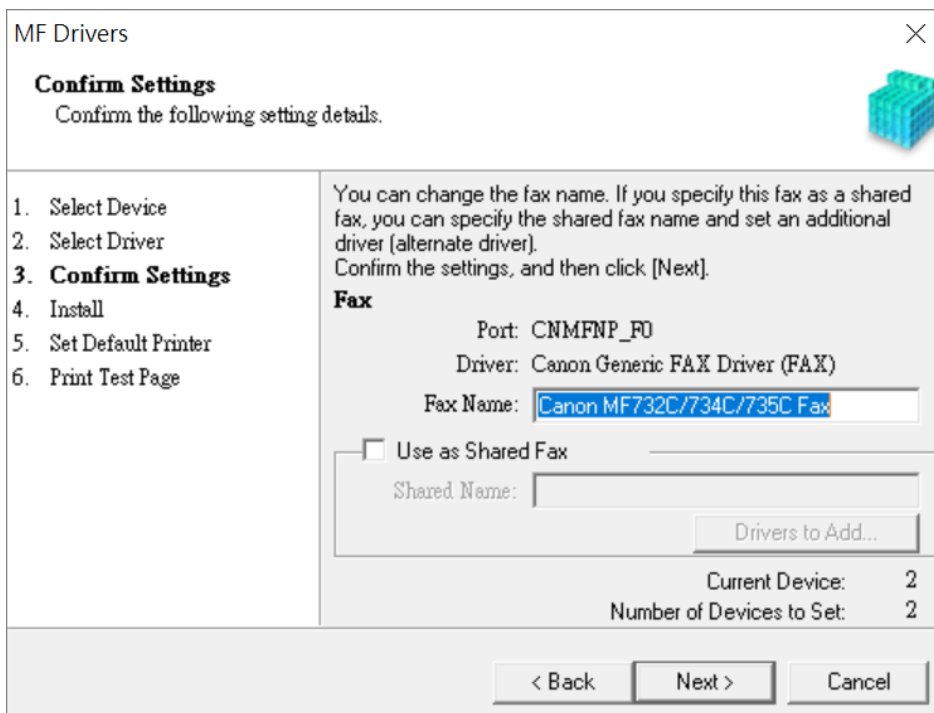 MF Drivers
Confirm Settings
Confirm the following setting details.
1. Select Device
2. Select Driver
3. Confirm Settings
4. Install
5. Set Default Printer
6. Print Test Page
You can change the fax name. If you specify this fax as a shared
fax, you can specify the shared fax name and set an additional
driver (alternate driver).
Confirm the settings, and then click [Next].
Fax
Port: CNMFNP_F0
Driver: Canon Generic FAX Driver (FAX)
Fax Name: Canon MF732C/734C/735C Fax
Use as Shared Fax
Shared Name:
Drivers to Add...
Current Device: 2
Number of Devices to Set: 2
< Back Next > Cancel